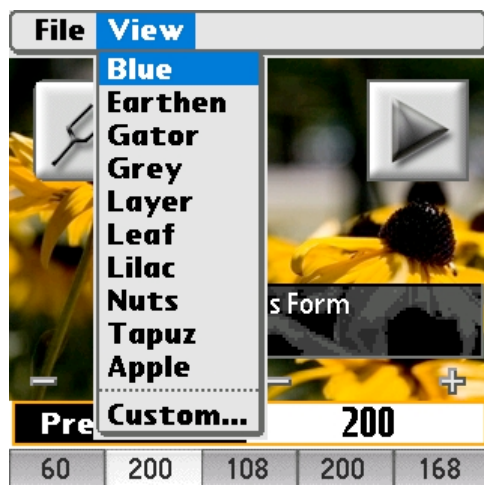 File View
Blue
Earthen
Gator
Grey
Layer
Leaf
Lilac
Nuts
s Form
Tapuz
Apple
Custom...
Pre 200
60 200 108 200 168